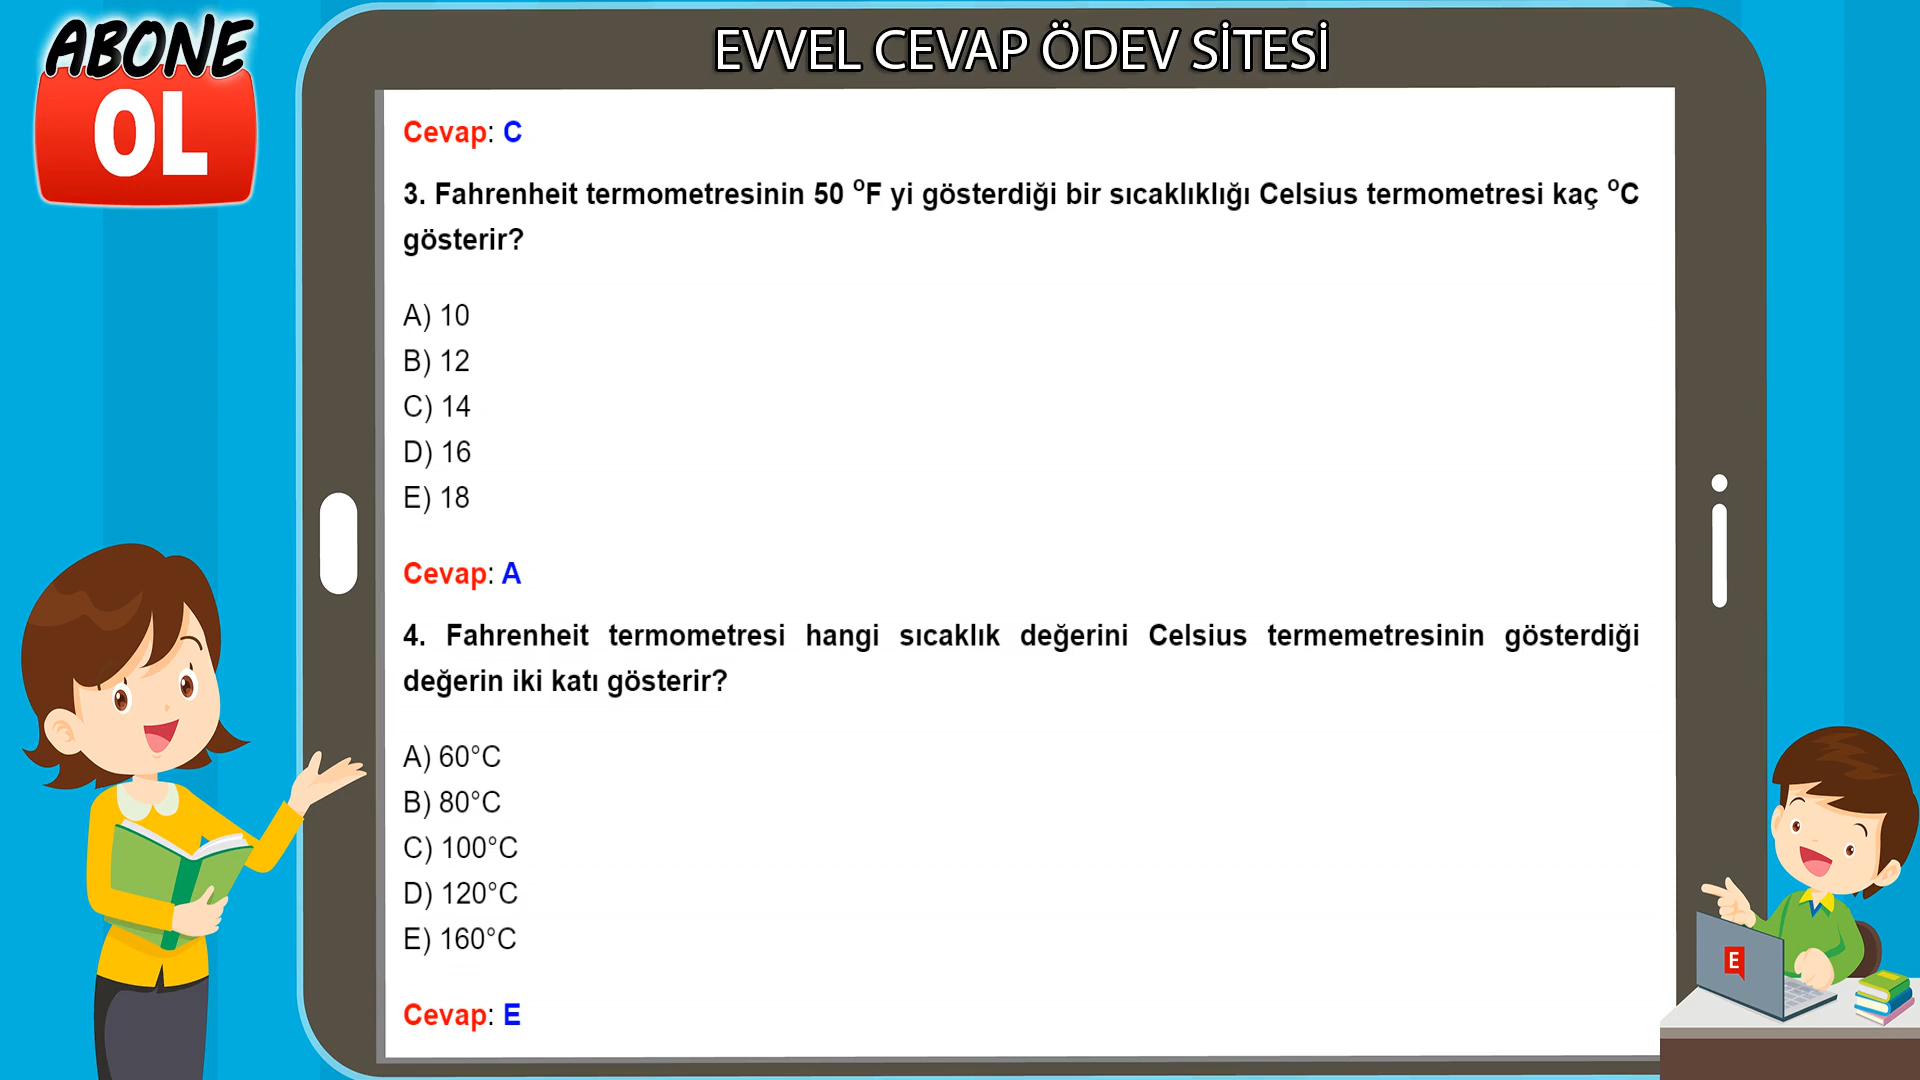 ABONE
OL
EVVEL CEVAP ÖDEV SİTESİ
Cevap: C
3. Fahrenheit termometresinin 50 °F yi gösterdiği bir sıcaklıklığı Celsius termometresi kaç °C
gösterir?
A) 10
B) 12
C) 14
D) 16
E) 18
Cevap: A
4. Fahrenheit termometresi hangi sıcaklık değerini Celsius termemetresinin gösterdiği
değerin iki katı gösterir?
A) 60°C
B) 80°C
C) 100°C
D) 120°C
E) 160°C
Cevap: E
E